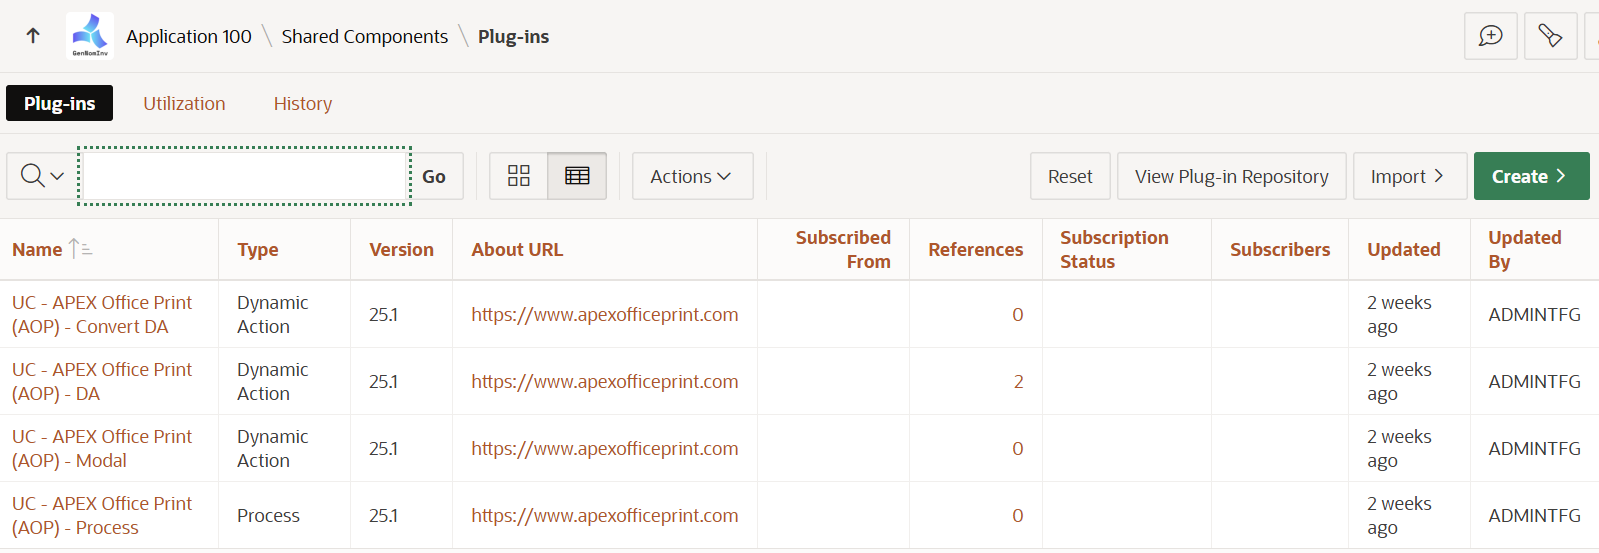 GenNomInv
Application 100 \ Shared Components \ Plug-ins
Plug-ins Utilization History
Go Actions Reset View Plug-in Repository Import Create
Name Type Version About URL Subscribed From References Subscription Status Subscribers Updated Updated By
UC - APEX Office Print (AOP) - Convert DA Dynamic Action 25.1 https://www.apexofficeprint.com 0 2 weeks ago ADMINTFG
UC - APEX Office Print (AOP) - DA Dynamic Action 25.1 https://www.apexofficeprint.com 2 2 weeks ago ADMINTFG
UC - APEX Office Print (AOP) - Modal Dynamic Action 25.1 https://www.apexofficeprint.com 0 2 weeks ago ADMINTFG
UC - APEX Office Print (AOP) - Process Process 25.1 https://www.apexofficeprint.com 0 2 weeks ago ADMINTFG